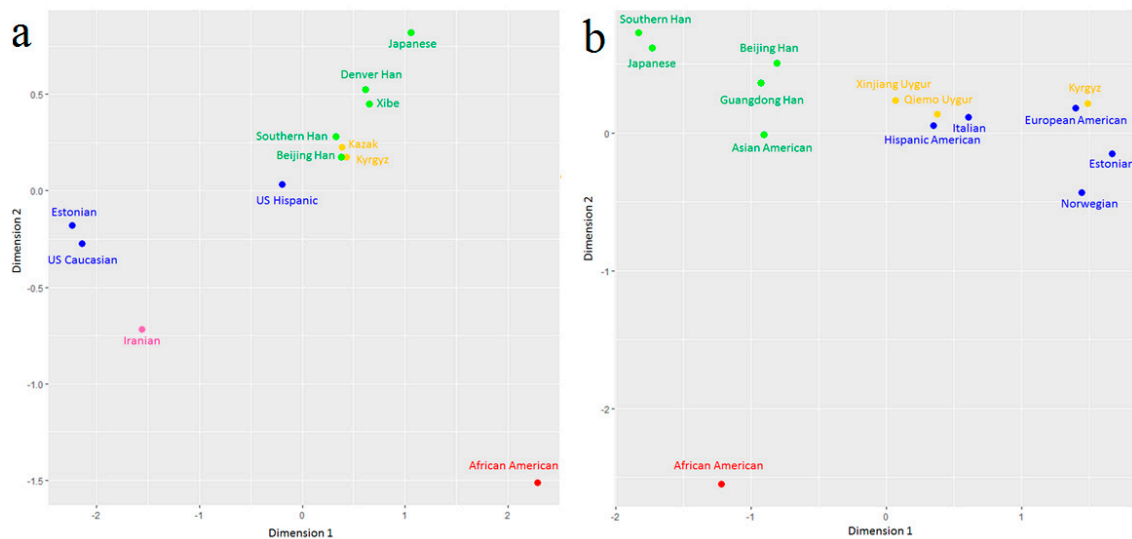 a
Japanese
Denver Han
0.5
Xibe
Southern Han
Kazak
Beijing Han
Kyrgyz
0.0
US Hispanic
Estonian
US Caucasian
-0.5
Iranian
-1.0
African American
-1.5
Dimension 2
-2
-1
0
1
2
Dimension 1
b
Southern Han
Japanese
Beijing Han
Guangdong Han
Xinjiang Uygur
Qiemo Uygur
Kyrgyz
European American
Italian
Hispanic American
0
Asian American
Estonian
Norwegian
-1
-2
African American
Dimension 2
-2
-1
0
1
Dimension 1